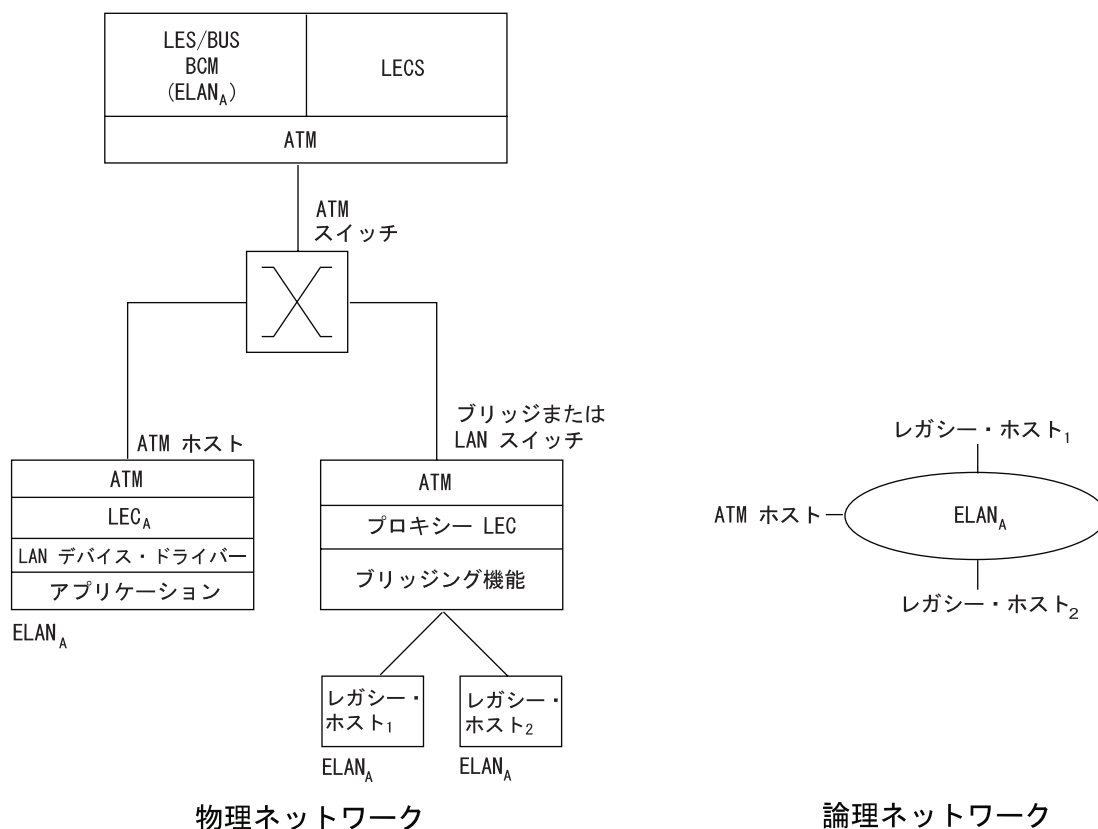 LES/BUS
BCM
(ELANA)
LECS
ATM
ATM
スイッチ
ATM ホスト
ATM
LECA
LAN デバイス・ドライバー
アプリケーション
ELANA
ブリッジまたは
LAN スイッチ
ATM
プロキシー LEC
ブリッジング機能
レガシー・
ホスト1
ELANA
レガシー・
ホスト2
ELANA
物理ネットワーク
レガシー・ホスト1
ATM ホスト
ELANA
レガシー・ホスト2
論理ネットワーク